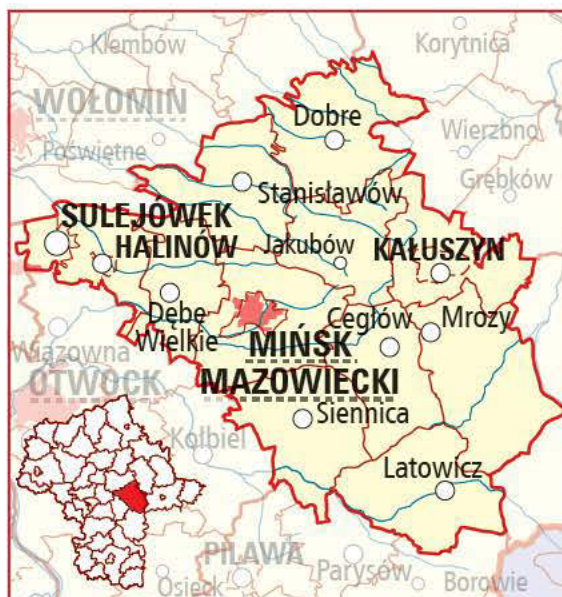 Klembów
Korytnica
WOŁOMIN
Dobre
Poświętne
Wierzbno
Stanisławów
Grębków
SULEJÓWEK
HALINÓW
Jakubów
KAŁUSZYN
Dębe
Wielkie
Cegłów
Mrozy
Wiązowna
MIŃSK
MAZOWIECKI
OTWOCK
Siennica
Kołbiel
Latowicz
PILAWA
Parysów
Osieck
Borowie